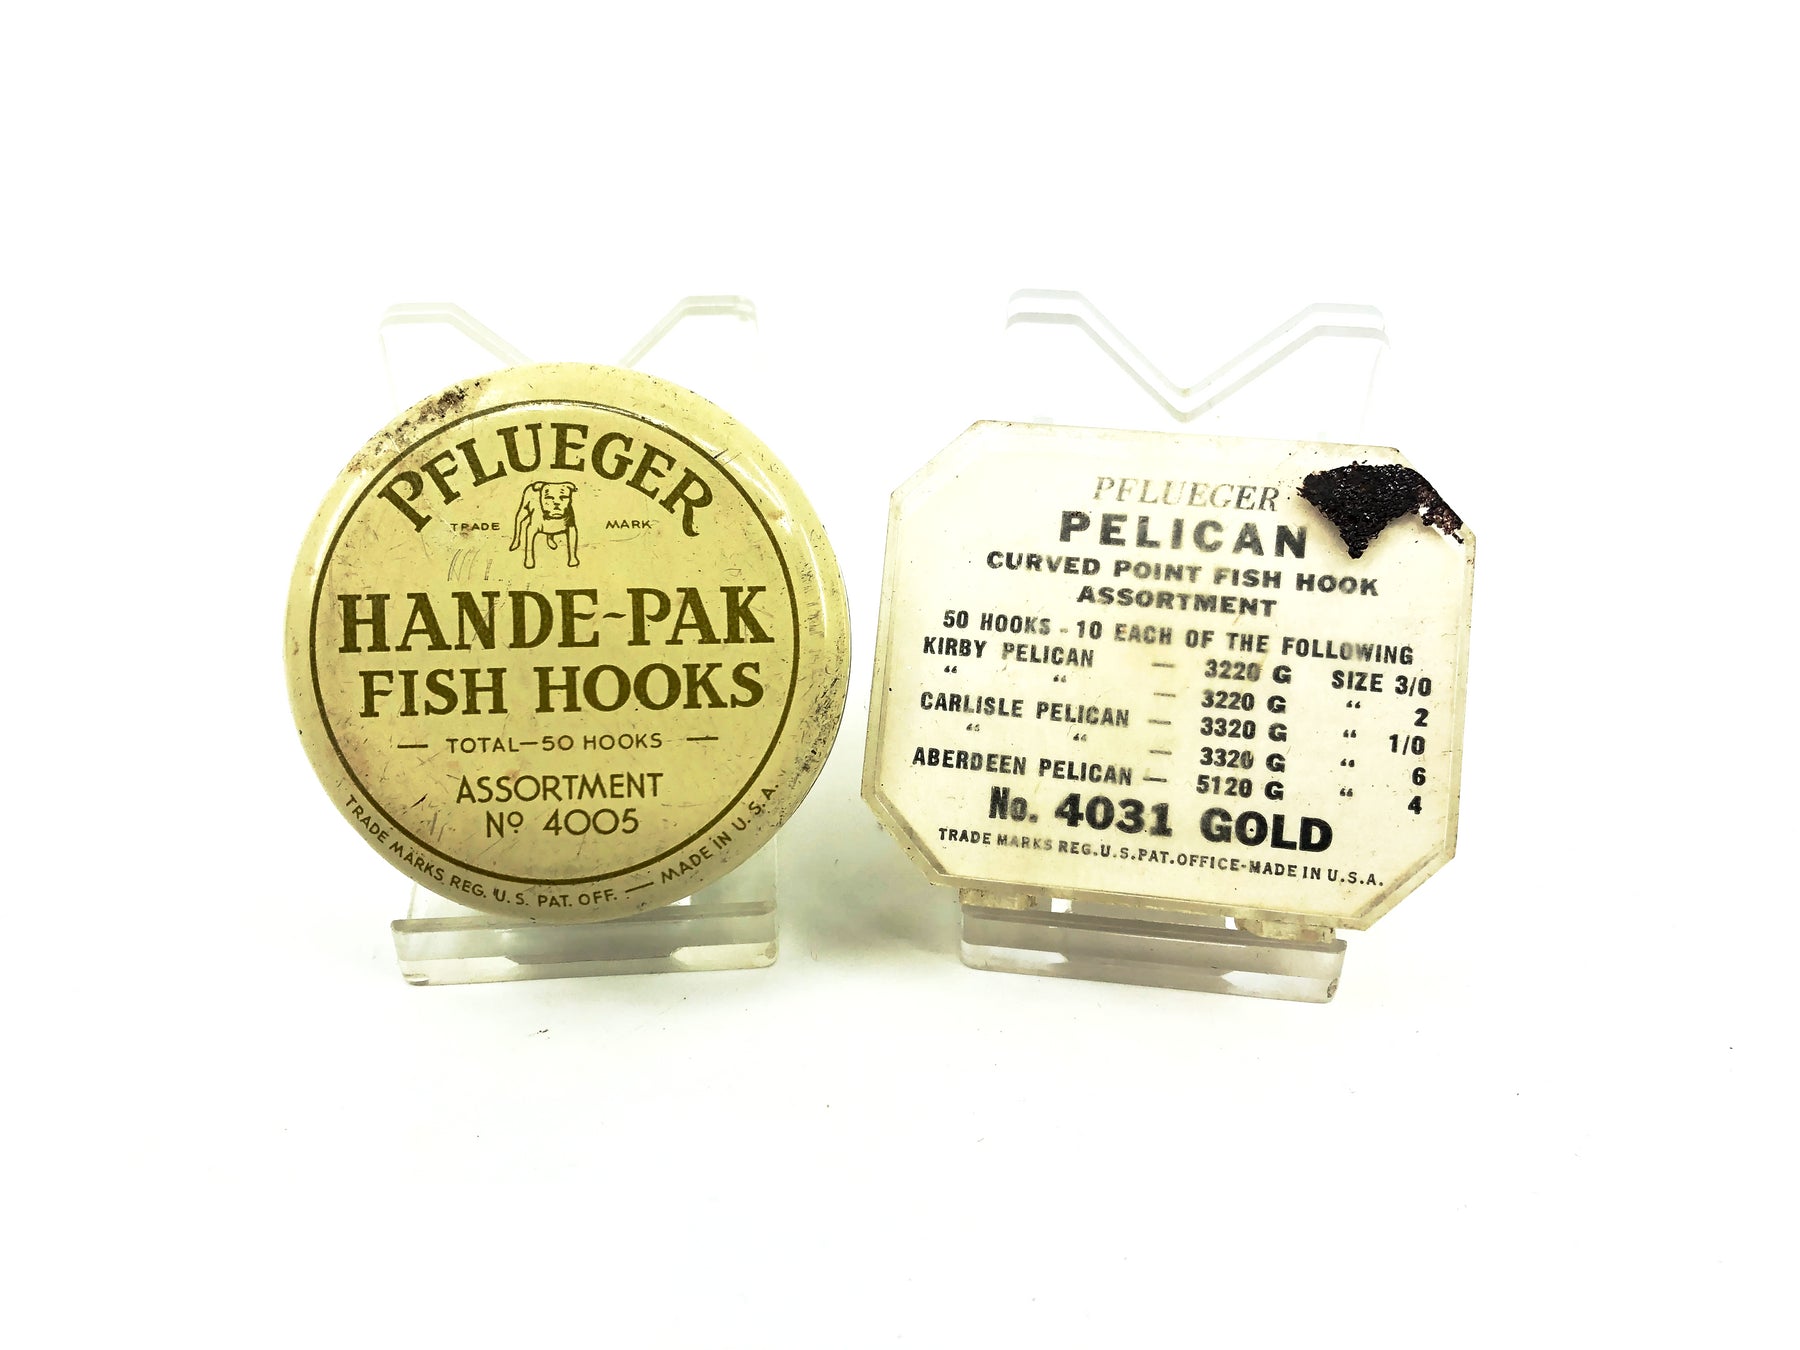 PFLUEGER
TRADE MARK
HANDE-PAK
FISH HOOKS
— TOTAL—50 HOOKS —
ASSORTMENT
Nº 4005
TRADE MARKS REG. U.S. PAT. OFF. — MADE IN U.S.A.
PFLUEGER
PELICAN
CURVED POINT FISH HOOK
ASSORTMENT
50 HOOKS - 10 EACH OF THE FOLLOWING
KIRBY PELICAN — 3220 G SIZE 3/0
“ “ — 3220 G “ 2
CARLISLE PELICAN — 3320 G “ 1/0
“ “ — 3320 G “ 6
ABERDEEN PELICAN — 5120 G “ 4
No. 4031 GOLD
TRADE MARKS REG.U.S.PAT.OFFICE-MADE IN U.S.A.